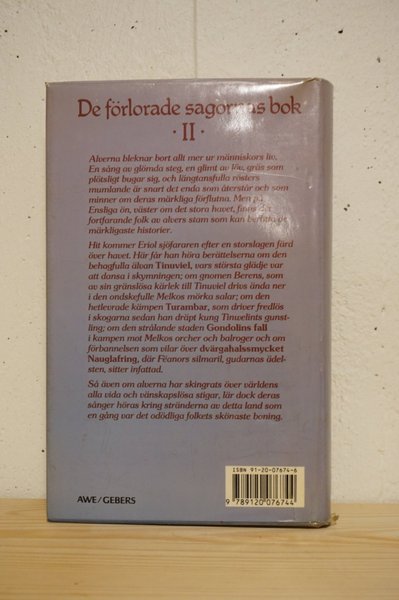 De förlorade sagornas bok
· II ·
Alverna bleknar bort allt mer ur människors liv.
En sång av glömda steg, en glimt av löv, gräs som
plötsligt bugar sig, och längtansfulla rösters
mumlande är snart det enda som återstår och som
minner om deras märkliga förflutna. Men på
Ensliga ön, väster om det stora havet, finns det
fortfarande folk av alvers stam som kan berätta de
märkligaste historier.
Hit kommer Eriol sjöfararen efter en storslagen färd
över havet. Här får han höra berättelserna om den
behagfulla älvan Tinuviel, vars största glädje var
att dansa i skymningen; om gnomen Berens, som av
sin gränslösa kärlek till Tinuviel drivs ända ner
i den ondskefulle Melkos mörka salar; om den
hetlevrade kämpen Turambar, som driver fredlös
i skogarna sedan han dräpt kung Tinwelints gunst-
ling; om den strålande staden Gondolins fall
i kampen mot Melkos orcher och balroger och om
förbannelsen som vilar över dvärgahalssmycket
Nauglafring, där Fëanors silmaril, gudarnas ädel-
sten, sitter infattad.
Så även om alverna har skingrats över världens
alla vida och vänskapslösa stigar, lär dock deras
sånger höras kring stränderna av detta land som
en gång var det odödliga folkets skönaste boning.
ISBN 91-20-07674-6
9 789120 076744
AWE/GEBERS